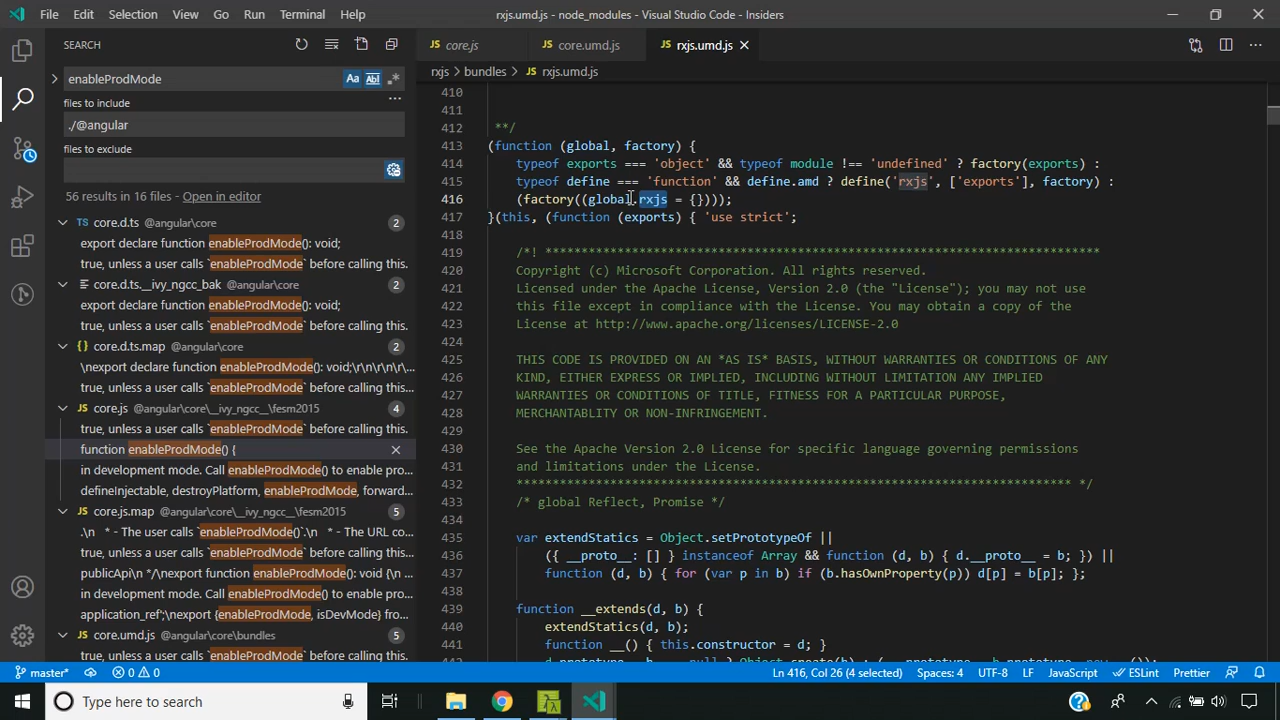 File Edit Selection View Go Run Terminal Help
rxjs.umd.js - node_modules - Visual Studio Code - Insiders
SEARCH
enableProdMode
Aa
files to include
./@angular
files to exclude
56 results in 16 files - Open in editor
core.d.ts @angular\core 2
export declare function enableProdMode(): void;
true, unless a user calls `enableProdMode` before calling this.
core.d.ts.__ivy_ngcc_bak @angular\core 2
export declare function enableProdMode(): void;
true, unless a user calls `enableProdMode` before calling this.
core.d.ts.map @angular\core 2
\nexport declare function enableProdMode(): void;\r\n\r\n\r...
true, unless a user calls `enableProdMode` before calling this.
core.js @angular\core\__ivy_ngcc__\fesm2015 4
true, unless a user calls `enableProdMode` before calling this.
function enableProdMode() {
in development mode. Call enableProdMode() to enable pro...
defineInjectable, destroyPlatform, enableProdMode, forward...
core.js.map @angular\core\__ivy_ngcc__\fesm2015 5
.\n * - The user calls `enableProdMode()`.\n * - The URL co...
true, unless a user calls `enableProdMode` before calling this.
publicApi\n */\nexport function enableProdMode(): void {\n...
in development mode. Call enableProdMode() to enable pro...
application_ref';\nexport {enableProdMode, isDevMode} fro...
core.umd.js @angular\core\bundles 5
true, unless a user calls `enableProdMode` before calling this.
core.js core.umd.js rxjs.umd.js
rxjs > bundles > rxjs.umd.js
410
411
412 **/
413 (function (global, factory) {
414 typeof exports === 'object' && typeof module !== 'undefined' ? factory(exports) :
415 typeof define === 'function' && define.amd ? define('rxjs', ['exports'], factory) :
416 (factory((global.rxjs = {})));
417 }(this, (function (exports) { 'use strict';
418
419 /*! *****************************************************************************
420 Copyright (c) Microsoft Corporation. All rights reserved.
421 Licensed under the Apache License, Version 2.0 (the "License"); you may not use
422 this file except in compliance with the License. You may obtain a copy of the
423 License at http://www.apache.org/licenses/LICENSE-2.0
424
425 THIS CODE IS PROVIDED ON AN *AS IS* BASIS, WITHOUT WARRANTIES OR CONDITIONS OF ANY
426 KIND, EITHER EXPRESS OR IMPLIED, INCLUDING WITHOUT LIMITATION ANY IMPLIED
427 WARRANTIES OR CONDITIONS OF TITLE, FITNESS FOR A PARTICULAR PURPOSE,
428 MERCHANTABLITY OR NON-INFRINGEMENT.
429
430 See the Apache Version 2.0 License for specific language governing permissions
431 and limitations under the License.
432 ***************************************************************************** */
433 /* global Reflect, Promise */
434
435 var extendStatics = Object.setPrototypeOf ||
436 ({ __proto__: [] } instanceof Array && function (d, b) { d.__proto__ = b; }) ||
437 function (d, b) { for (var p in b) if (b.hasOwnProperty(p)) d[p] = b[p]; };
438
439 function __extends(d, b) {
440 extendStatics(d, b);
441 function __() { this.constructor = d; }
master* 0 0
Ln 416, Col 26 (4 selected) Spaces: 4 UTF-8 LF JavaScript ESLint Prettier
Type here to search